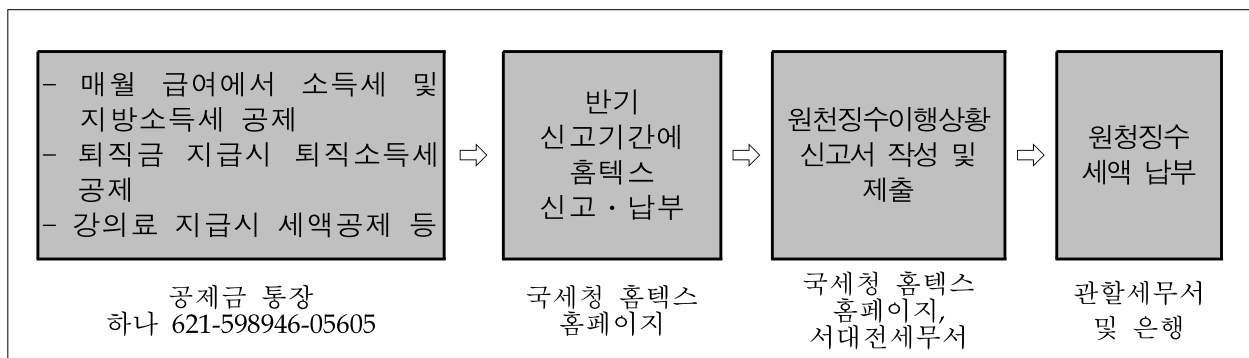 - 매월 급여에서 소득세 및
지방소득세 공제
- 퇴직금 지급시 퇴직소득세
공제
- 강의료 지급시 세액공제 등
공제금 통장
하나 621-598946-05605
반기
신고기간에
홈텍스
신고·납부
국세청 홈텍스
홈페이지
원천징수이행상황
신고서 작성 및
제출
국세청 홈텍스
홈페이지,
서대전세무서
원청징수
세액 납부
관할세무서
및 은행